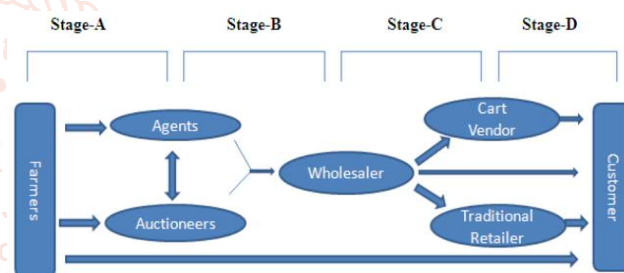 Stage-A Stage-B Stage-C Stage-D
Farmers
Agents
Auctioneers
Wholesaler
Cart
Vendor
Traditional
Retailer
Customer